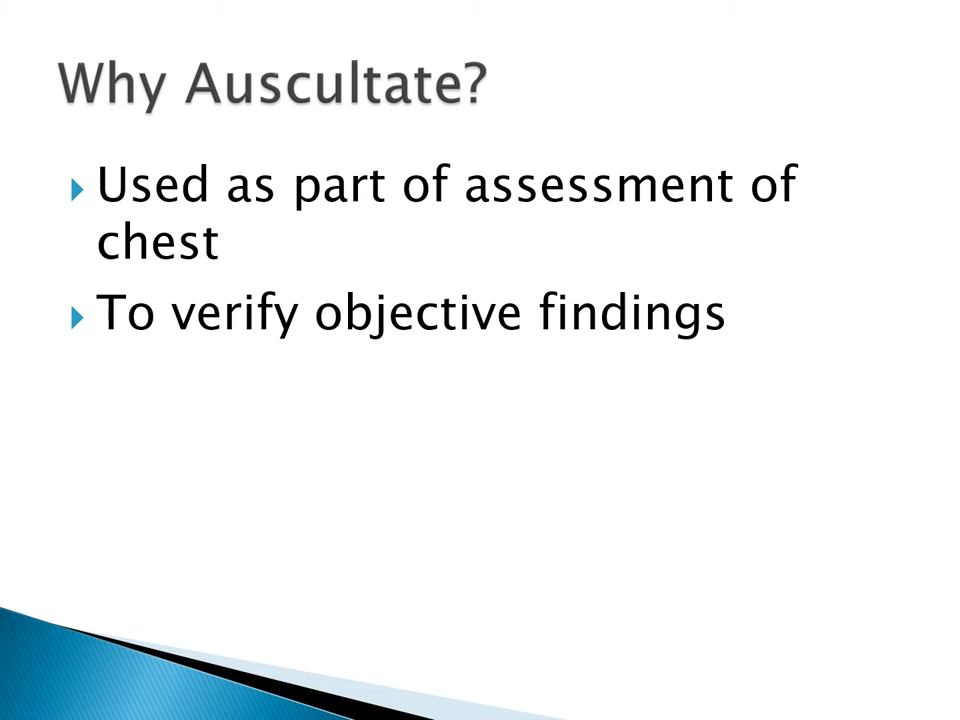 Why Auscultate?
Used as part of assessment of
chest
To verify objective findings